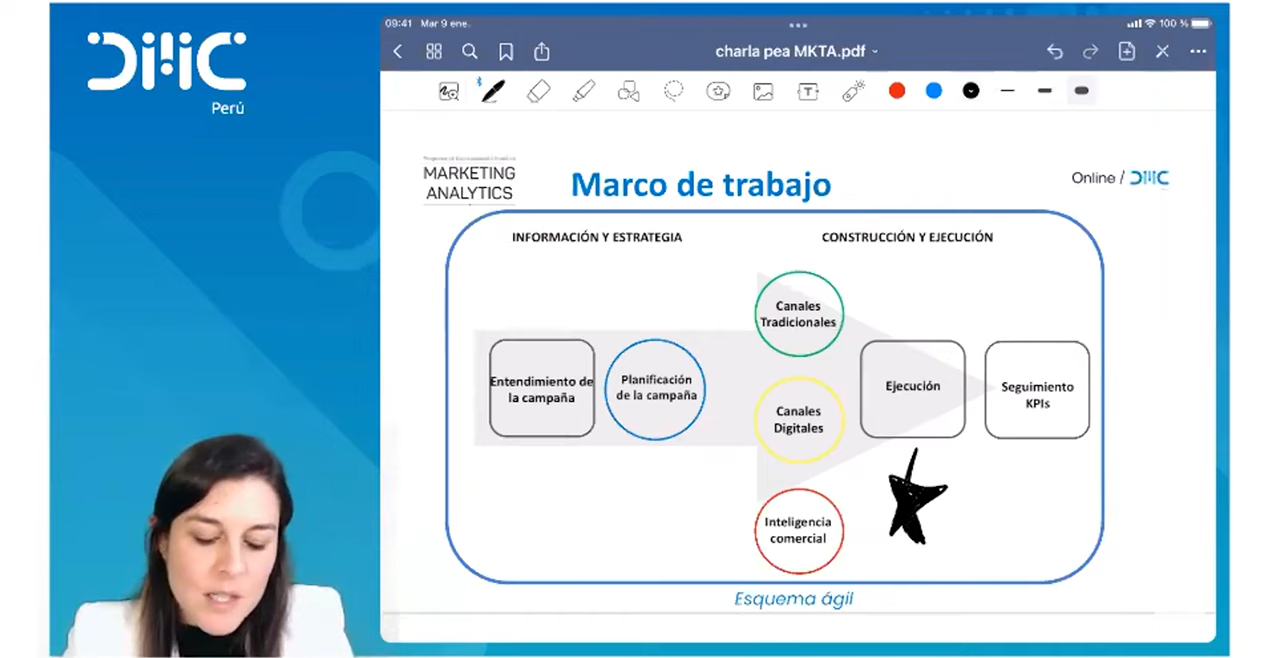 DMC
Perú
09:41 Mar 9 ene.
100 %
charla pea MKTA.pdf
MARKETING
ANALYTICS
Marco de trabajo
Online / DMC
INFORMACIÓN Y ESTRATEGIA
CONSTRUCCIÓN Y EJECUCIÓN
Entendimiento de
la campaña
Planificación
de la campaña
Canales
Tradicionales
Canales
Digitales
Inteligencia
comercial
Ejecución
Seguimiento
KPIs
Esquema ágil